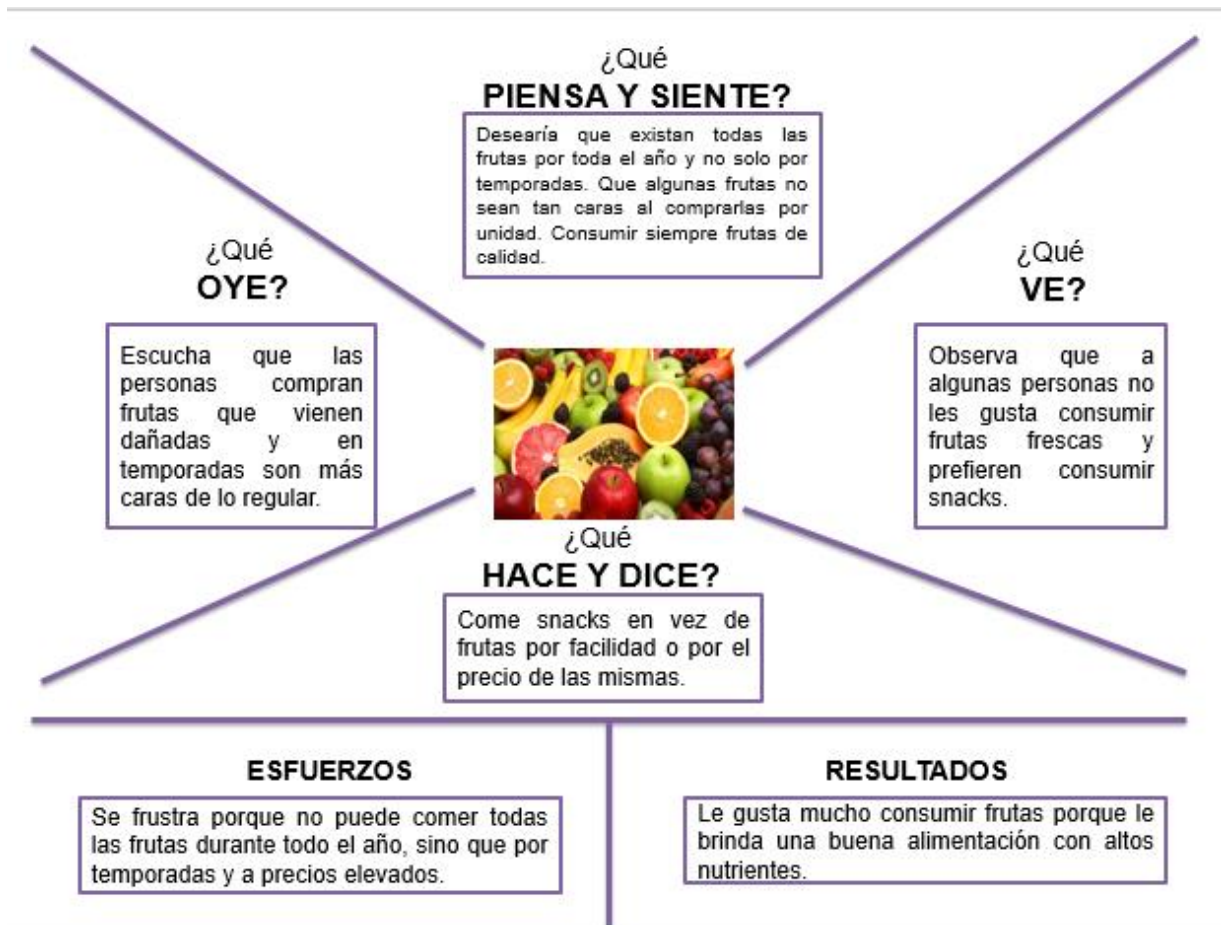 ¿Qué
PIENSA Y SIENTE?
Desearía que existan todas las
frutas por toda el año y no solo por
temporadas. Que algunas frutas no
sean tan caras al comprarlas por
unidad. Consumir siempre frutas de
calidad.
¿Qué
OYE?
Escucha que las
personas compran
frutas que vienen
dañadas y en
temporadas son más
caras de lo regular.
¿Qué
VE?
Observa que a
algunas personas no
les gusta consumir
frutas frescas y
prefieren consumir
snacks.
¿Qué
HACE Y DICE?
Come snacks en vez de
frutas por facilidad o por el
precio de las mismas.
ESFUERZOS
Se frustra porque no puede comer todas
las frutas durante todo el año, sino que por
temporadas y a precios elevados.
RESULTADOS
Le gusta mucho consumir frutas porque le
brinda una buena alimentación con altos
nutrientes.